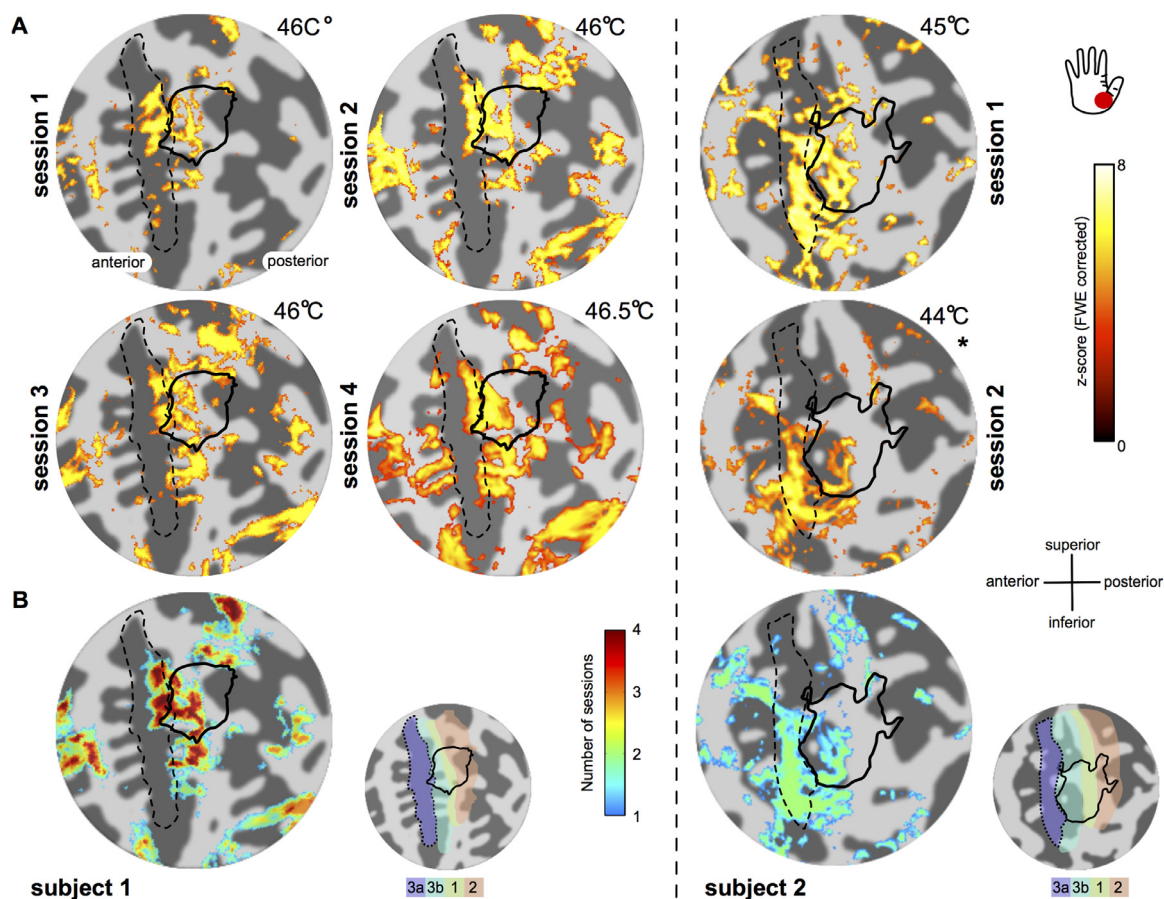 A
46C°
46℃
45℃
session 1
session 2
session 1
anterior
posterior
8
z-score (FWE corrected)
0
46℃
46.5℃
44℃
*
session 3
session 4
session 2
superior
anterior
posterior
inferior
B
4
3
2
1
Number of sessions
subject 1
3a 3b 1 2
subject 2
3a 3b 1 2